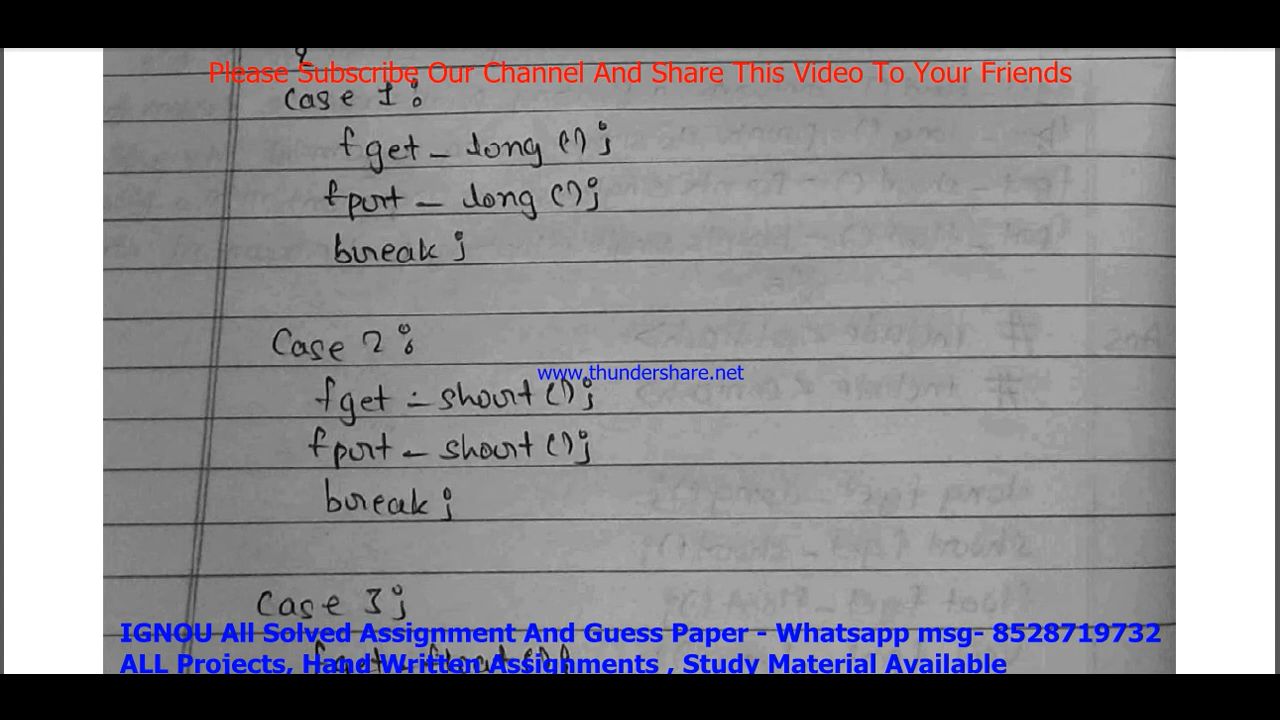 Please Subscribe Our Channel And Share This Video To Your Friends
Case 1:
fget_long();
fput_long();
break;
Case 2:
www.thundershare.net
fget_short();
fput_short();
break;
Case 3;
IGNOU All Solved Assignment And Guess Paper - Whatsapp msg- 8528719732
ALL Projects, Hand Written Assignments , Study Material Available